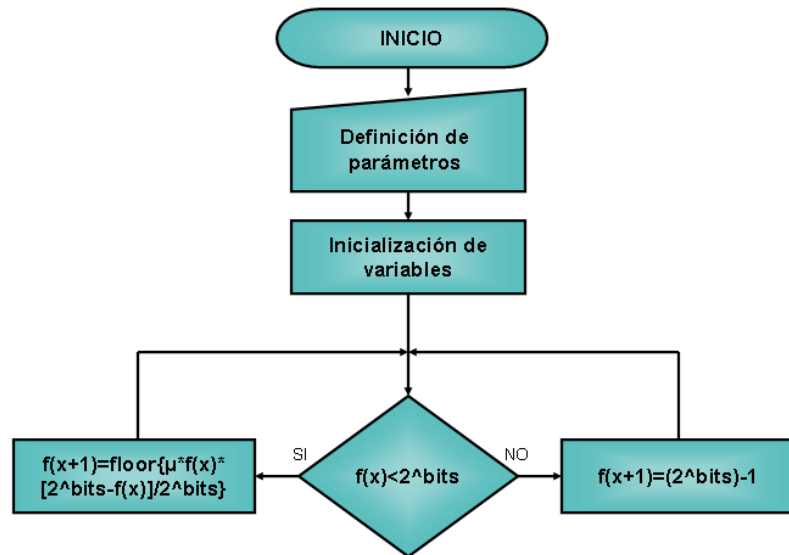 INICIO
Definición de
parámetros
Inicialización de
variables
f(x+1)=floor{µ*f(x)*
[2^bits-f(x)]/2^bits}
SI
f(x)<2^bits
NO
f(x+1)=(2^bits)-1